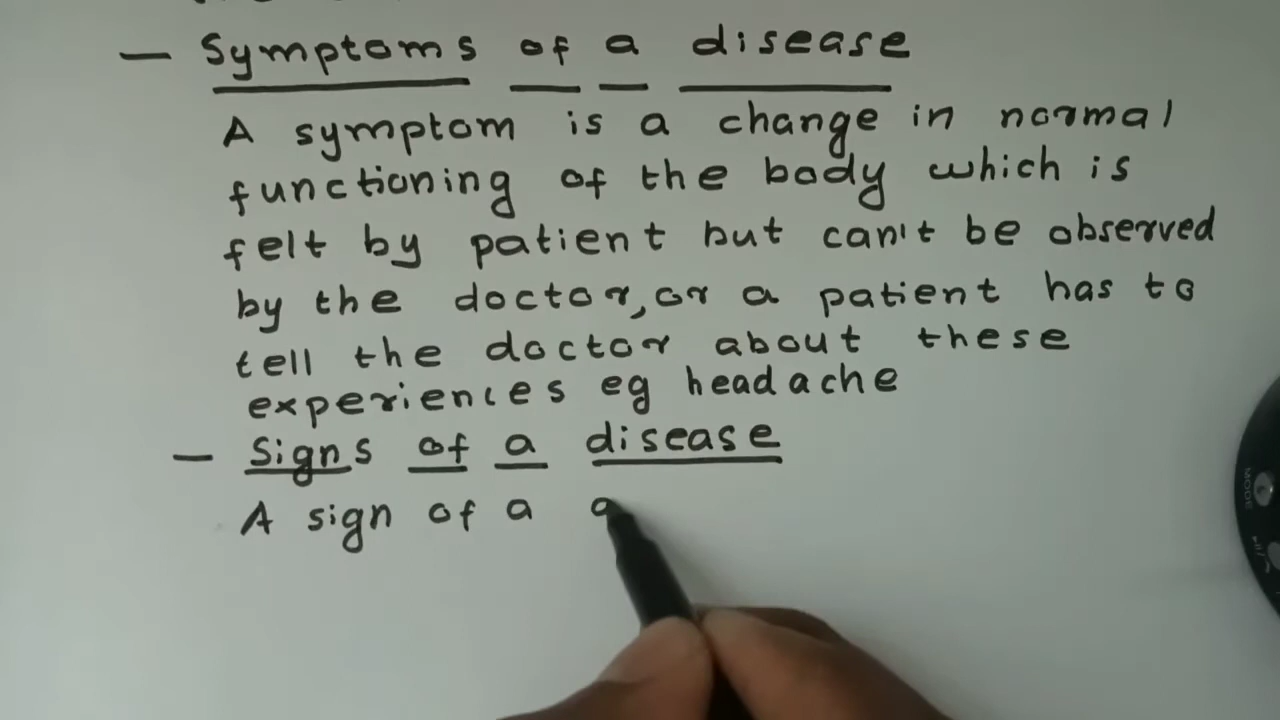 — Symptoms of a disease
A symptom is a change in normal
functioning of the body which is
felt by patient but can't be observed
by the doctor, or a patient has to
tell the doctor about these
experiences eg headache
— Signs of a disease
A sign of a
MODE